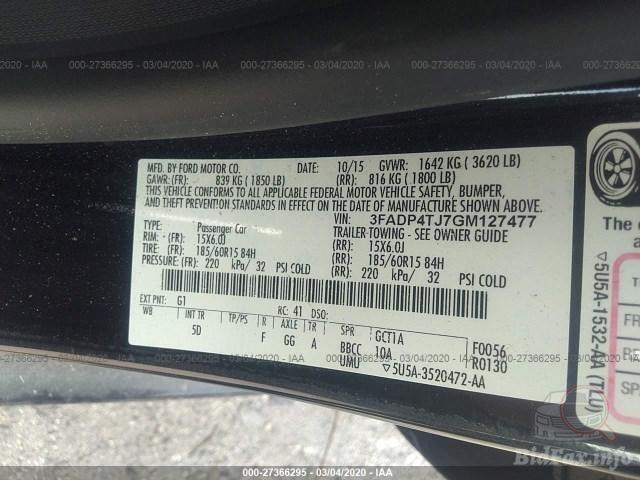 000-27366295 - 03/04/2020 - IAA
MFD. BY FORD MOTOR CO.
DATE: 10/15 GVWR: 1642 KG ( 3620 LB)
GAWR: (FR): 839 KG ( 1850 LB) (RR): 816 KG ( 1800 LB)
THIS VEHICLE CONFORMS TO ALL APPLICABLE FEDERAL MOTOR VEHICLE SAFETY, BUMPER,
AND THEFT PREVENTION STANDARDS IN EFFECT ON THE DATE OF MANUFACTURE SHOWN ABOVE.
VIN: 3FADP4TJ7GM127477
TYPE: Passenger Car TRAILER TOWING - SEE OWNER GUIDE
RIM: (FR): 15X6.0J (RR): 15X6.0J
TIRE: (FR): 185/60R15 84H (RR): 185/60R15 84H
PRESSURE: (FR): 220 kPa/ 32 PSI COLD (RR): 220 kPa/ 32 PSI COLD
EXT PNT: G1 RC: 41 DSO:
WB INT TR TP/PS R AXLE TR SPR
5D F GG A BBCC UMU
GCT1A
10A
F0056
R0130
▽5U5A-3520472-AA
▽5U5A-1532-AA (TLU)
T
FR
RE
SP
000-27366295 - 03/04/2020 - IAA
BidFax.info